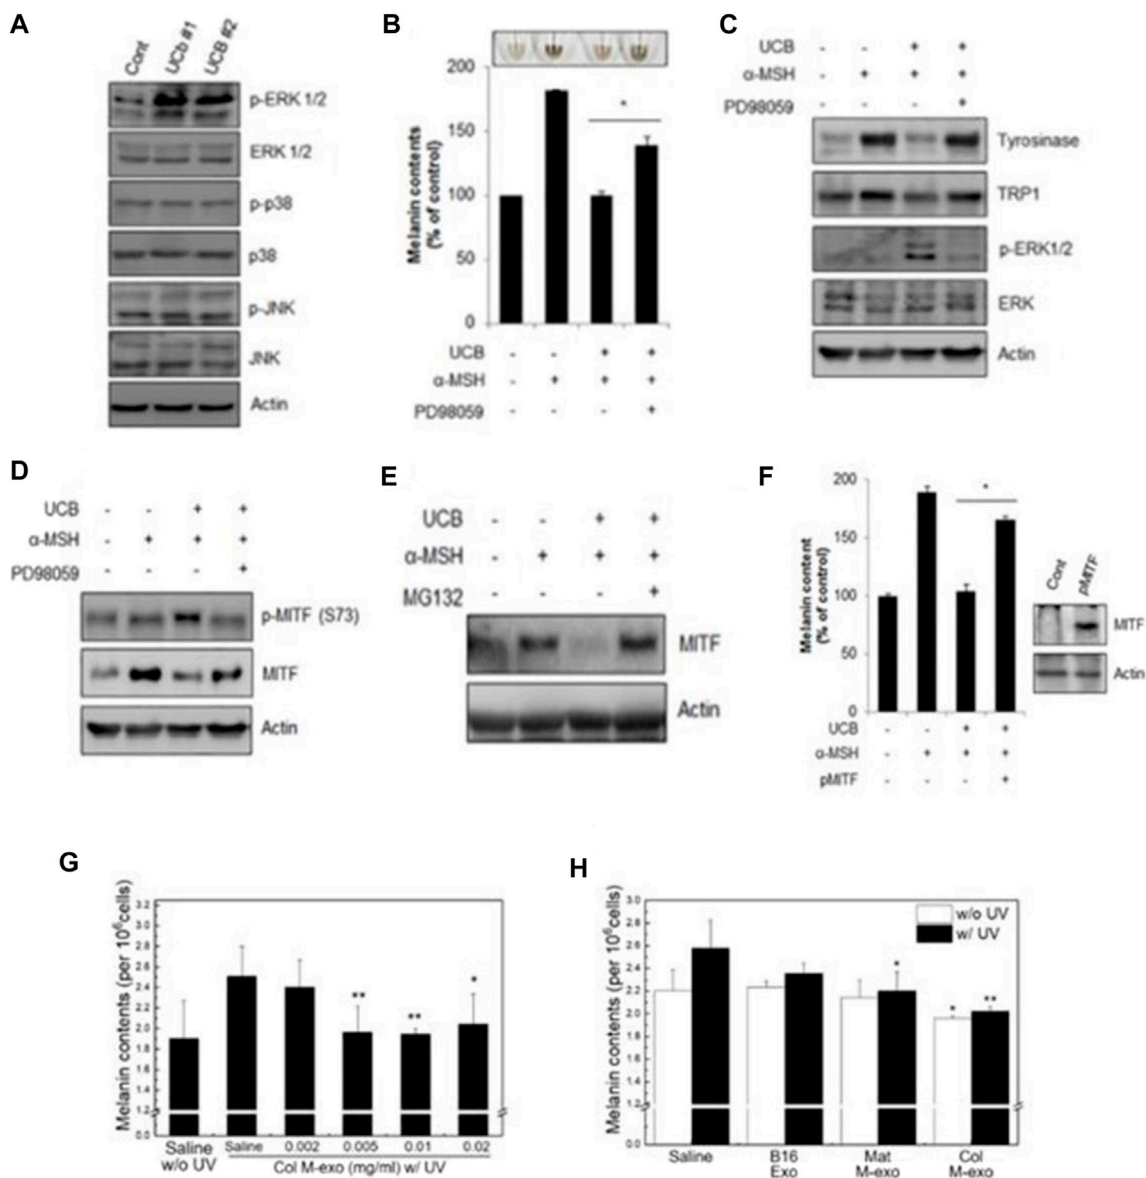 A
Cont UCb #1 UCB #2
p-ERK 1/2
ERK 1/2
p-p38
p38
p-JNK
JNK
Actin
B
Melanin contents
(% of control)
200
150
100
50
0
*
UCB - - + +
α-MSH - + + +
PD98059 - - - +
C
UCB - - + +
α-MSH - + + +
PD98059 - - - +
Tyrosinase
TRP1
p-ERK1/2
ERK
Actin
D
UCB - - + +
α-MSH - + + +
PD98059 - - - +
p-MITF (S73)
MITF
Actin
E
UCB - - + +
α-MSH - + + +
MG132 - - - +
MITF
Actin
F
Melanin content
(% of control)
200
150
100
50
0
*
UCB - - + +
α-MSH - + + +
pMITF - - - +
Cont pMITF
MITF
Actin
G
Melanin contents (per 10⁶cells)
3.2
3.0
2.8
2.6
2.4
2.2
2.0
1.8
1.6
1.4
1.2
0.0
** ** *
Saline w/o UV
Saline 0.002 0.005 0.01 0.02
Col M-exo (mg/ml) w/ UV
H
Melanin contents (per 10⁶cells)
3.0
2.8
2.6
2.4
2.2
2.0
1.8
1.6
1.4
1.2
0.0
w/o UV
w/ UV
* * **
Saline B16 Exo Mat M-exo Col M-exo